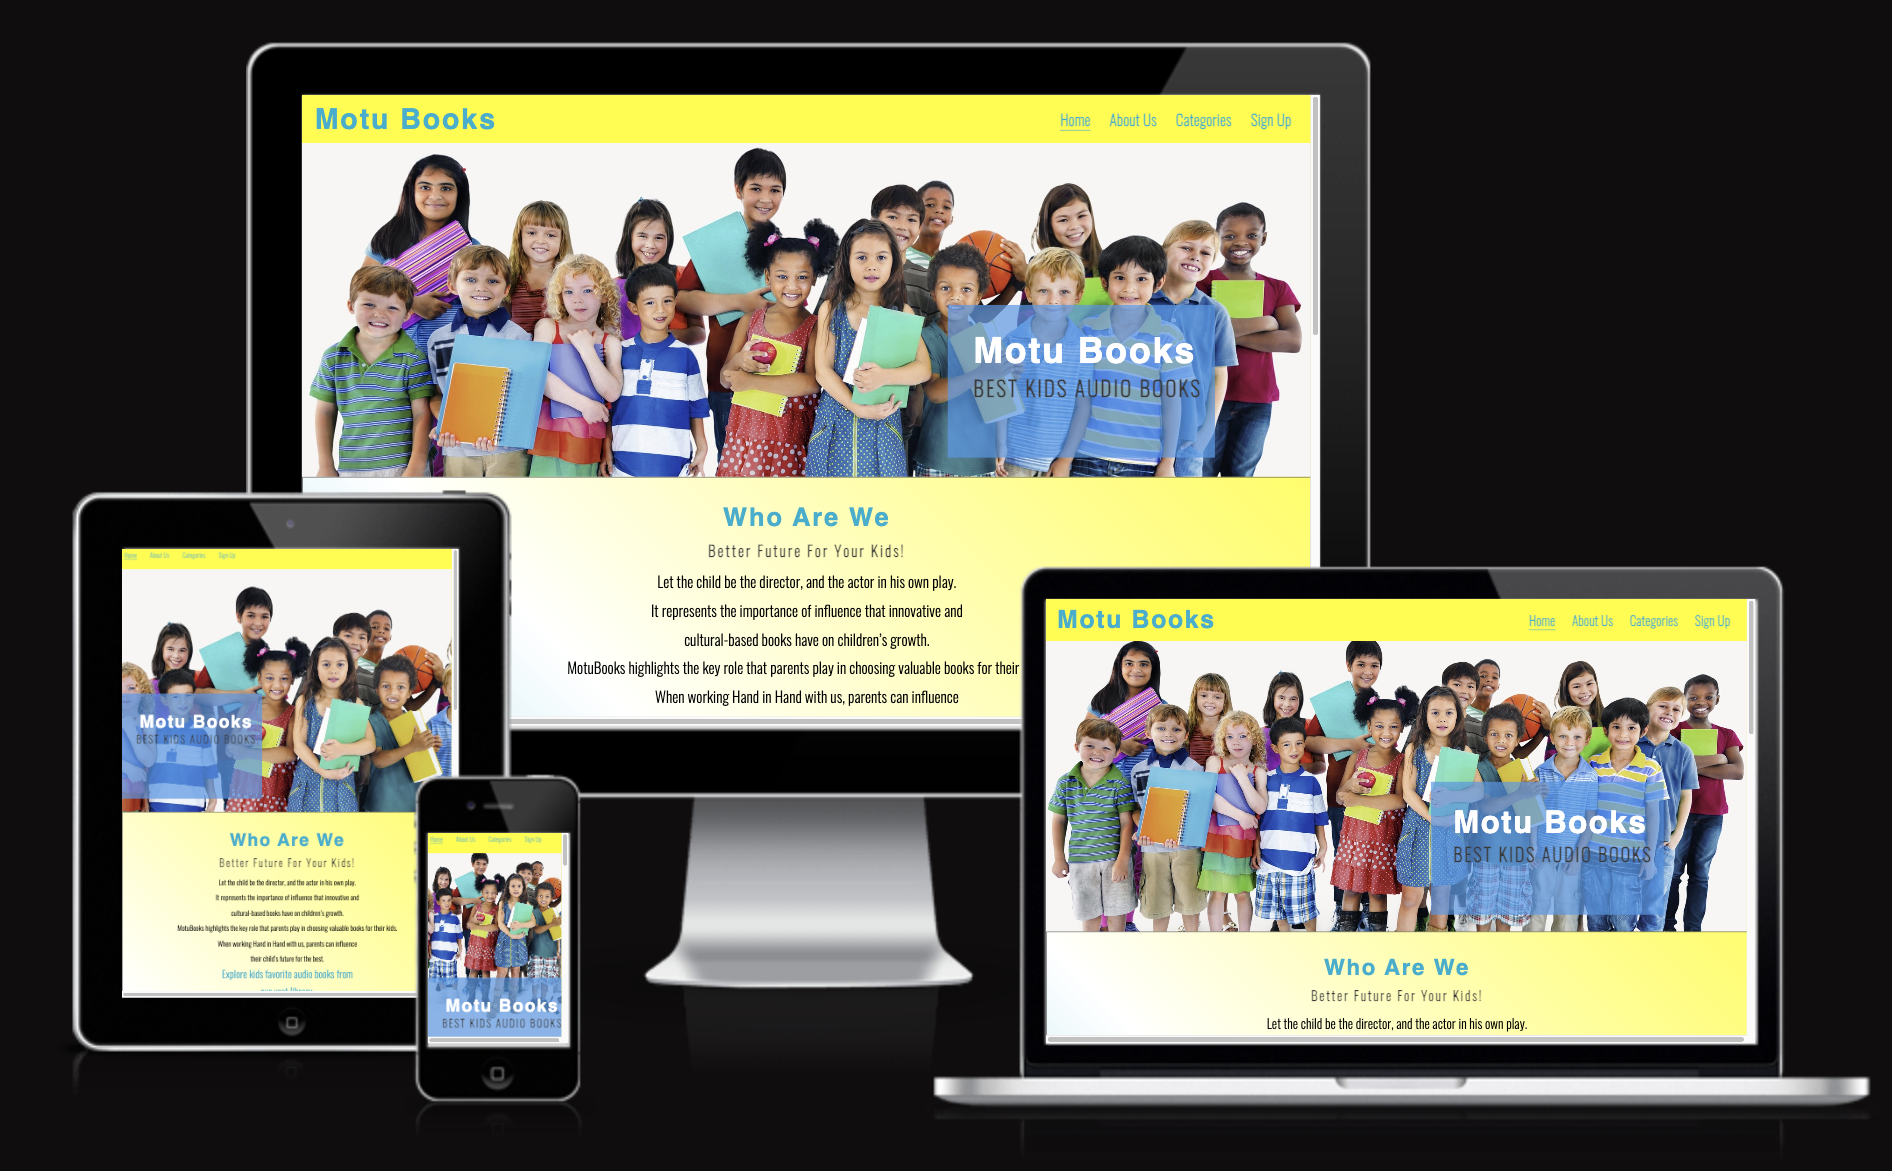 Motu Books
Home About Us Categories Sign Up
Motu Books
BEST KIDS AUDIO BOOKS
Who Are We
Better Future For Your Kids!
Let the child be the director, and the actor in his own play.
It represents the importance of influence that innovative and
cultural-based books have on children's growth.
MotuBooks highlights the key role that parents play in choosing valuable books for their
When working Hand in Hand with us, parents can influence
Home About Us Categories Sign Up
Motu Books
BEST KIDS AUDIO BOOKS
Who Are We
Better Future For Your Kids!
Let the child be the director, and the actor in his own play.
It represents the importance of influence that innovative and
cultural-based books have on children's growth.
MotuBooks highlights the key role that parents play in choosing valuable books for their kids.
When working Hand in Hand with us, parents can influence
their child's future for the best.
Explore kids favorite audio books from
our vast library
Home About Us Categories Sign Up
Motu Books
BEST KIDS AUDIO BOOKS
Motu Books
Home About Us Categories Sign Up
Motu Books
BEST KIDS AUDIO BOOKS
Who Are We
Better Future For Your Kids!
Let the child be the director, and the actor in his own play.